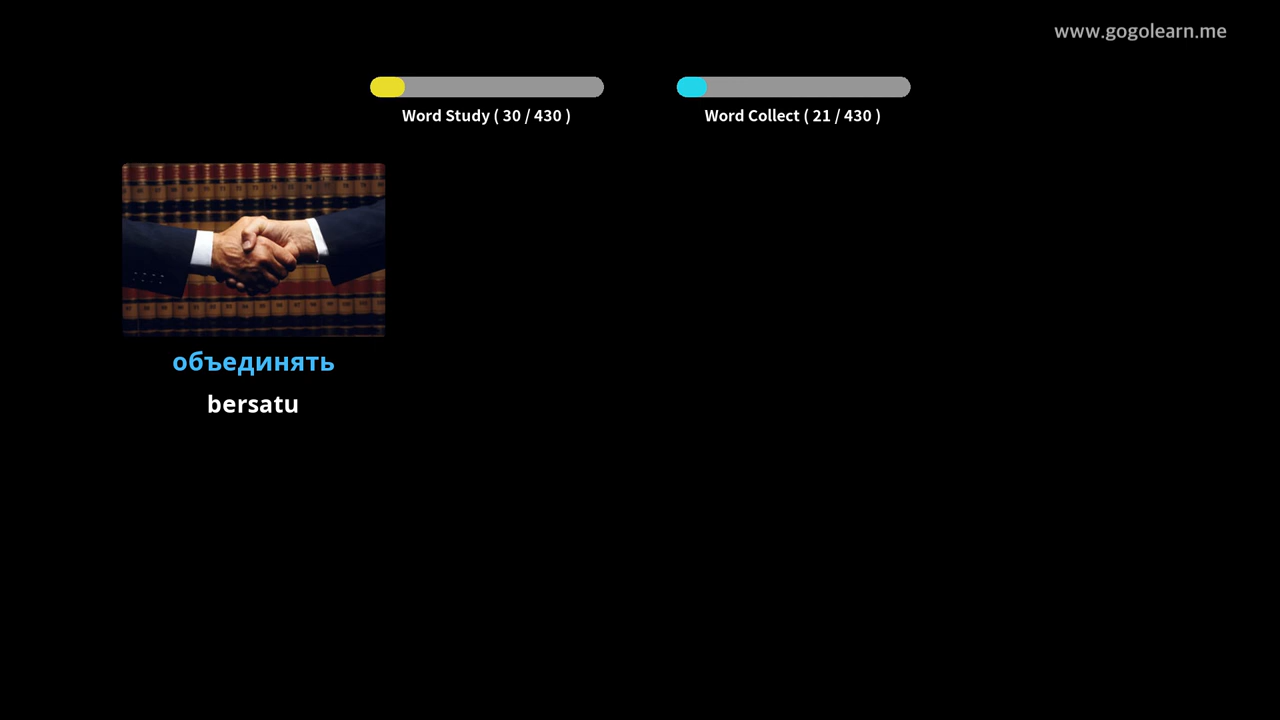 www.gogolearn.me
Word Study ( 30 / 430 )
Word Collect ( 21 / 430 )
объединять
bersatu